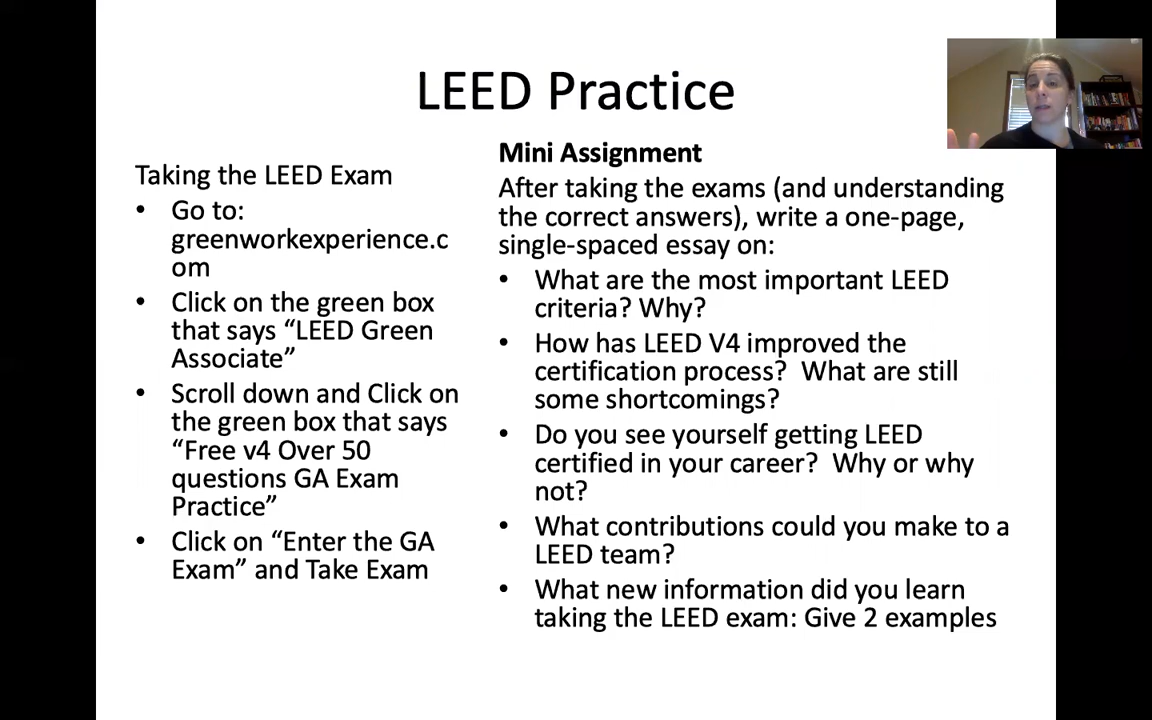 LEED Practice
Taking the LEED Exam
• Go to:
greenworkexperience.c
om
• Click on the green box
that says “LEED Green
Associate”
• Scroll down and Click on
the green box that says
“Free v4 Over 50
questions GA Exam
Practice”
• Click on “Enter the GA
Exam” and Take Exam
Mini Assignment
After taking the exams (and understanding
the correct answers), write a one-page,
single-spaced essay on:
• What are the most important LEED
criteria? Why?
• How has LEED V4 improved the
certification process?  What are still
some shortcomings?
• Do you see yourself getting LEED
certified in your career?  Why or why
not?
• What contributions could you make to a
LEED team?
• What new information did you learn
taking the LEED exam: Give 2 examples